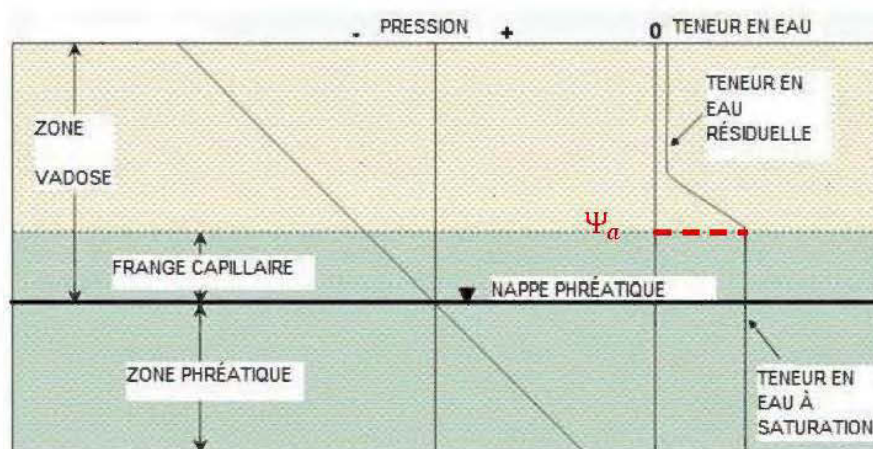 - PRESSION +
0 TENEUR EN EAU
TENEUR EN
EAU
RÉSIDUELLE
ZONE
VADOSE
Ψa
FRANGE CAPILLAIRE
NAPPE PHRÉATIQUE
ZONE PHRÉATIQUE
TENEUR EN
EAU À
SATURATION